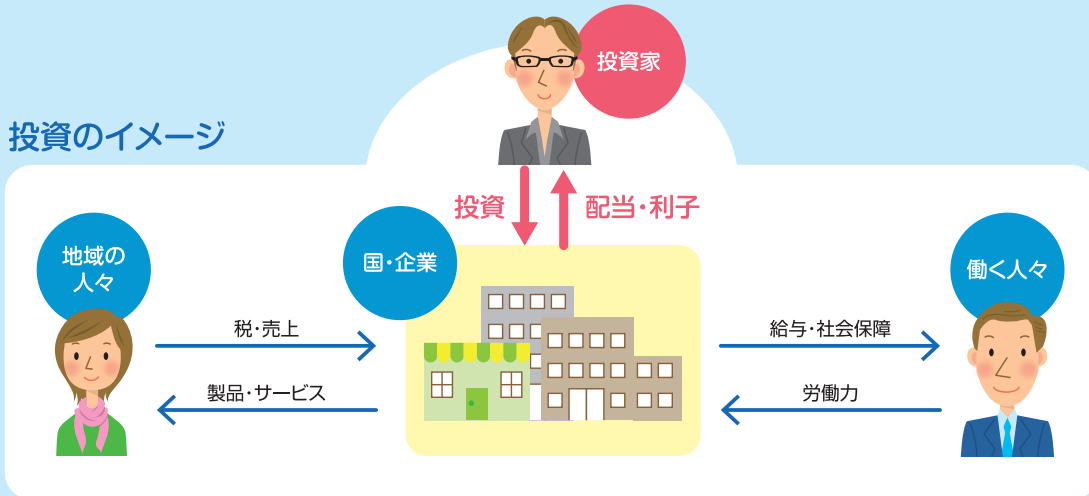 投資家
投資のイメージ
投資
配当・利子
地域の
人々
国・企業
働く人々
税・売上
給与・社会保障
製品・サービス
労働力